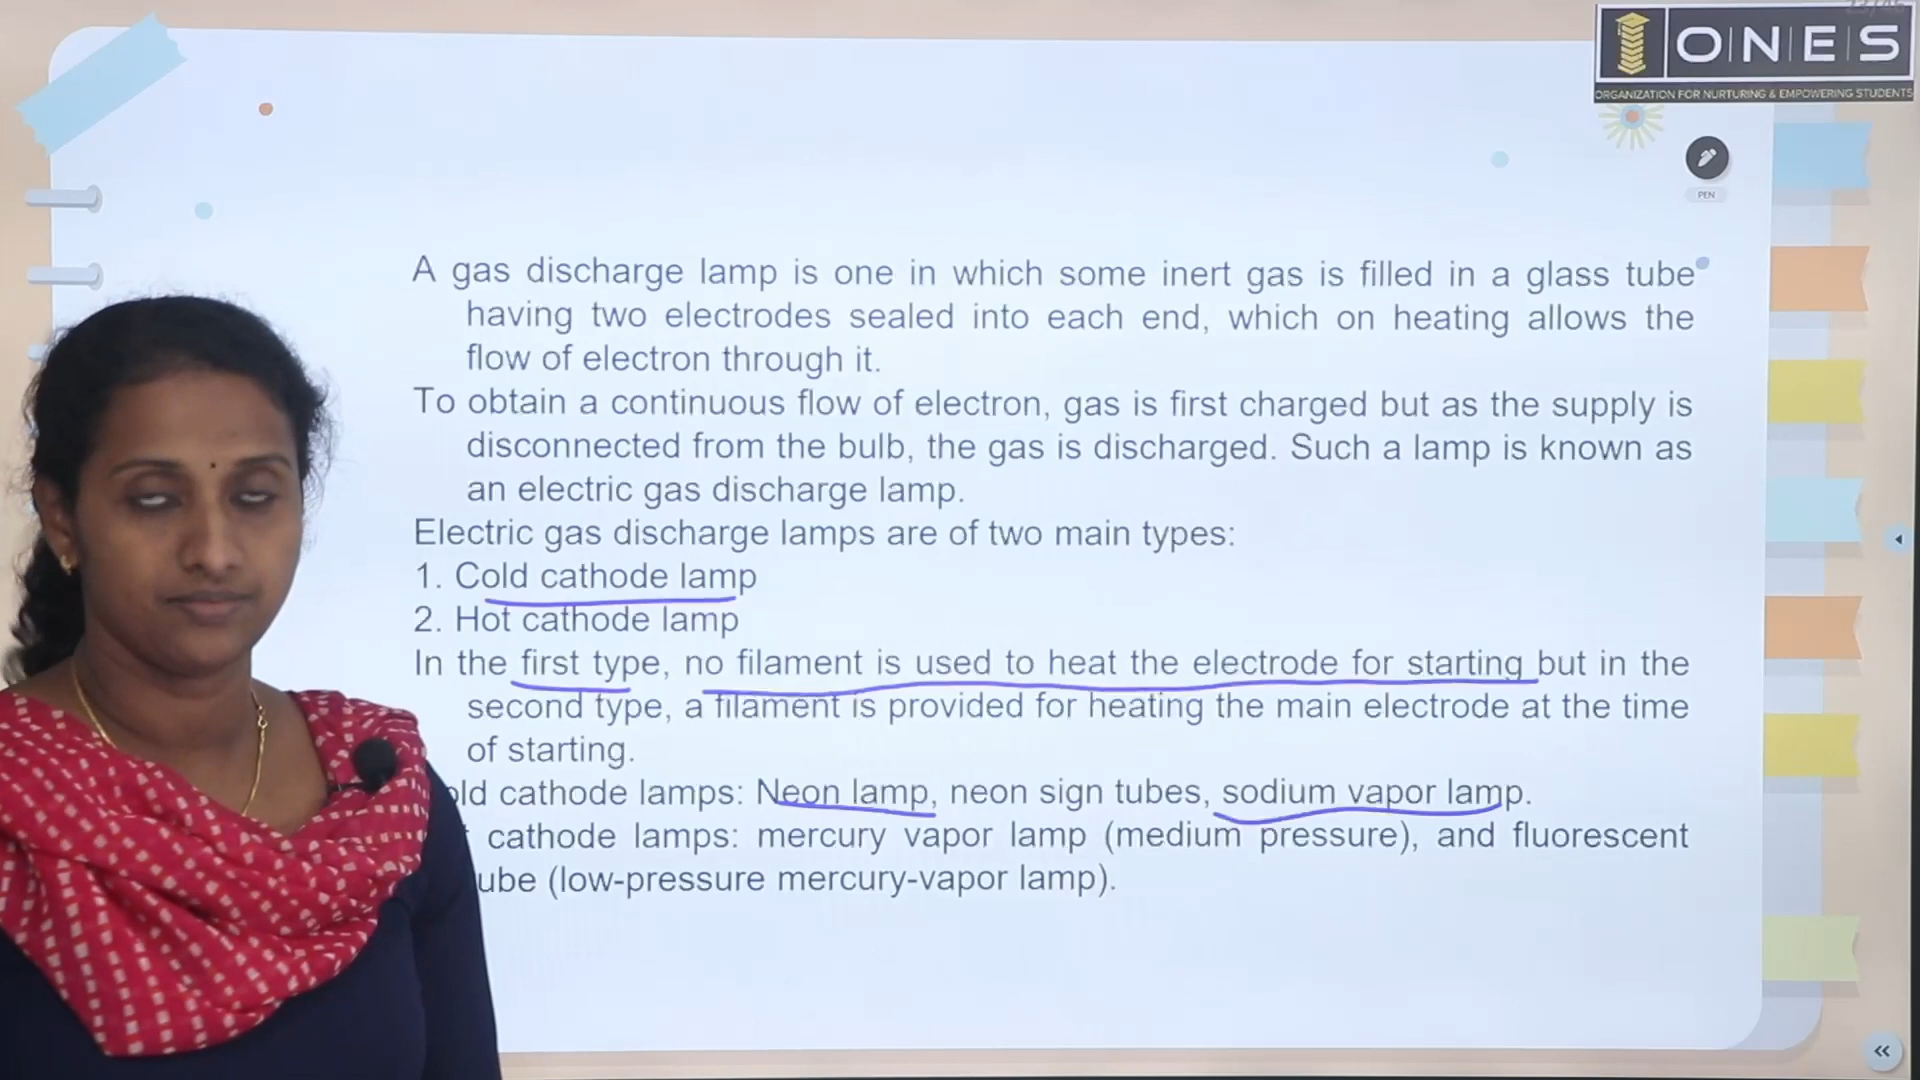 O|N|E|S
ORGANIZATION FOR NURTURING & EMPOWERING STUDENTS
PEN
A gas discharge lamp is one in which some inert gas is filled in a glass tube
having two electrodes sealed into each end, which on heating allows the
flow of electron through it.
To obtain a continuous flow of electron, gas is first charged but as the supply is
disconnected from the bulb, the gas is discharged. Such a lamp is known as
an electric gas discharge lamp.
Electric gas discharge lamps are of two main types:
1. Cold cathode lamp
2. Hot cathode lamp
In the first type, no filament is used to heat the electrode for starting but in the
second type, a filament is provided for heating the main electrode at the time
of starting.
old cathode lamps: Neon lamp, neon sign tubes, sodium vapor lamp.
cathode lamps: mercury vapor lamp (medium pressure), and fluorescent
ube (low-pressure mercury-vapor lamp).